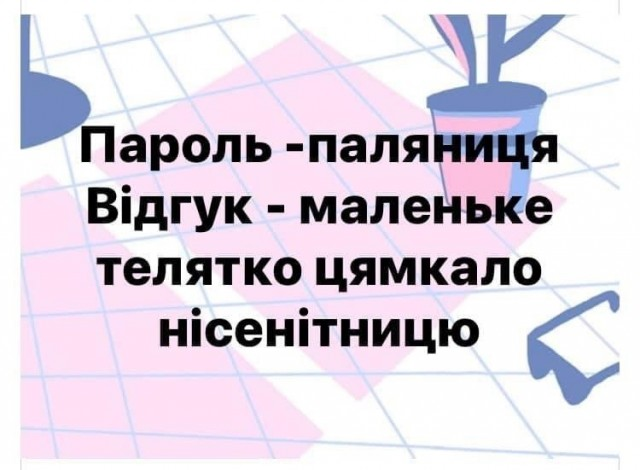 Пароль -паляниця
Відгук - маленьке
телятко цямкало
нісенітницю